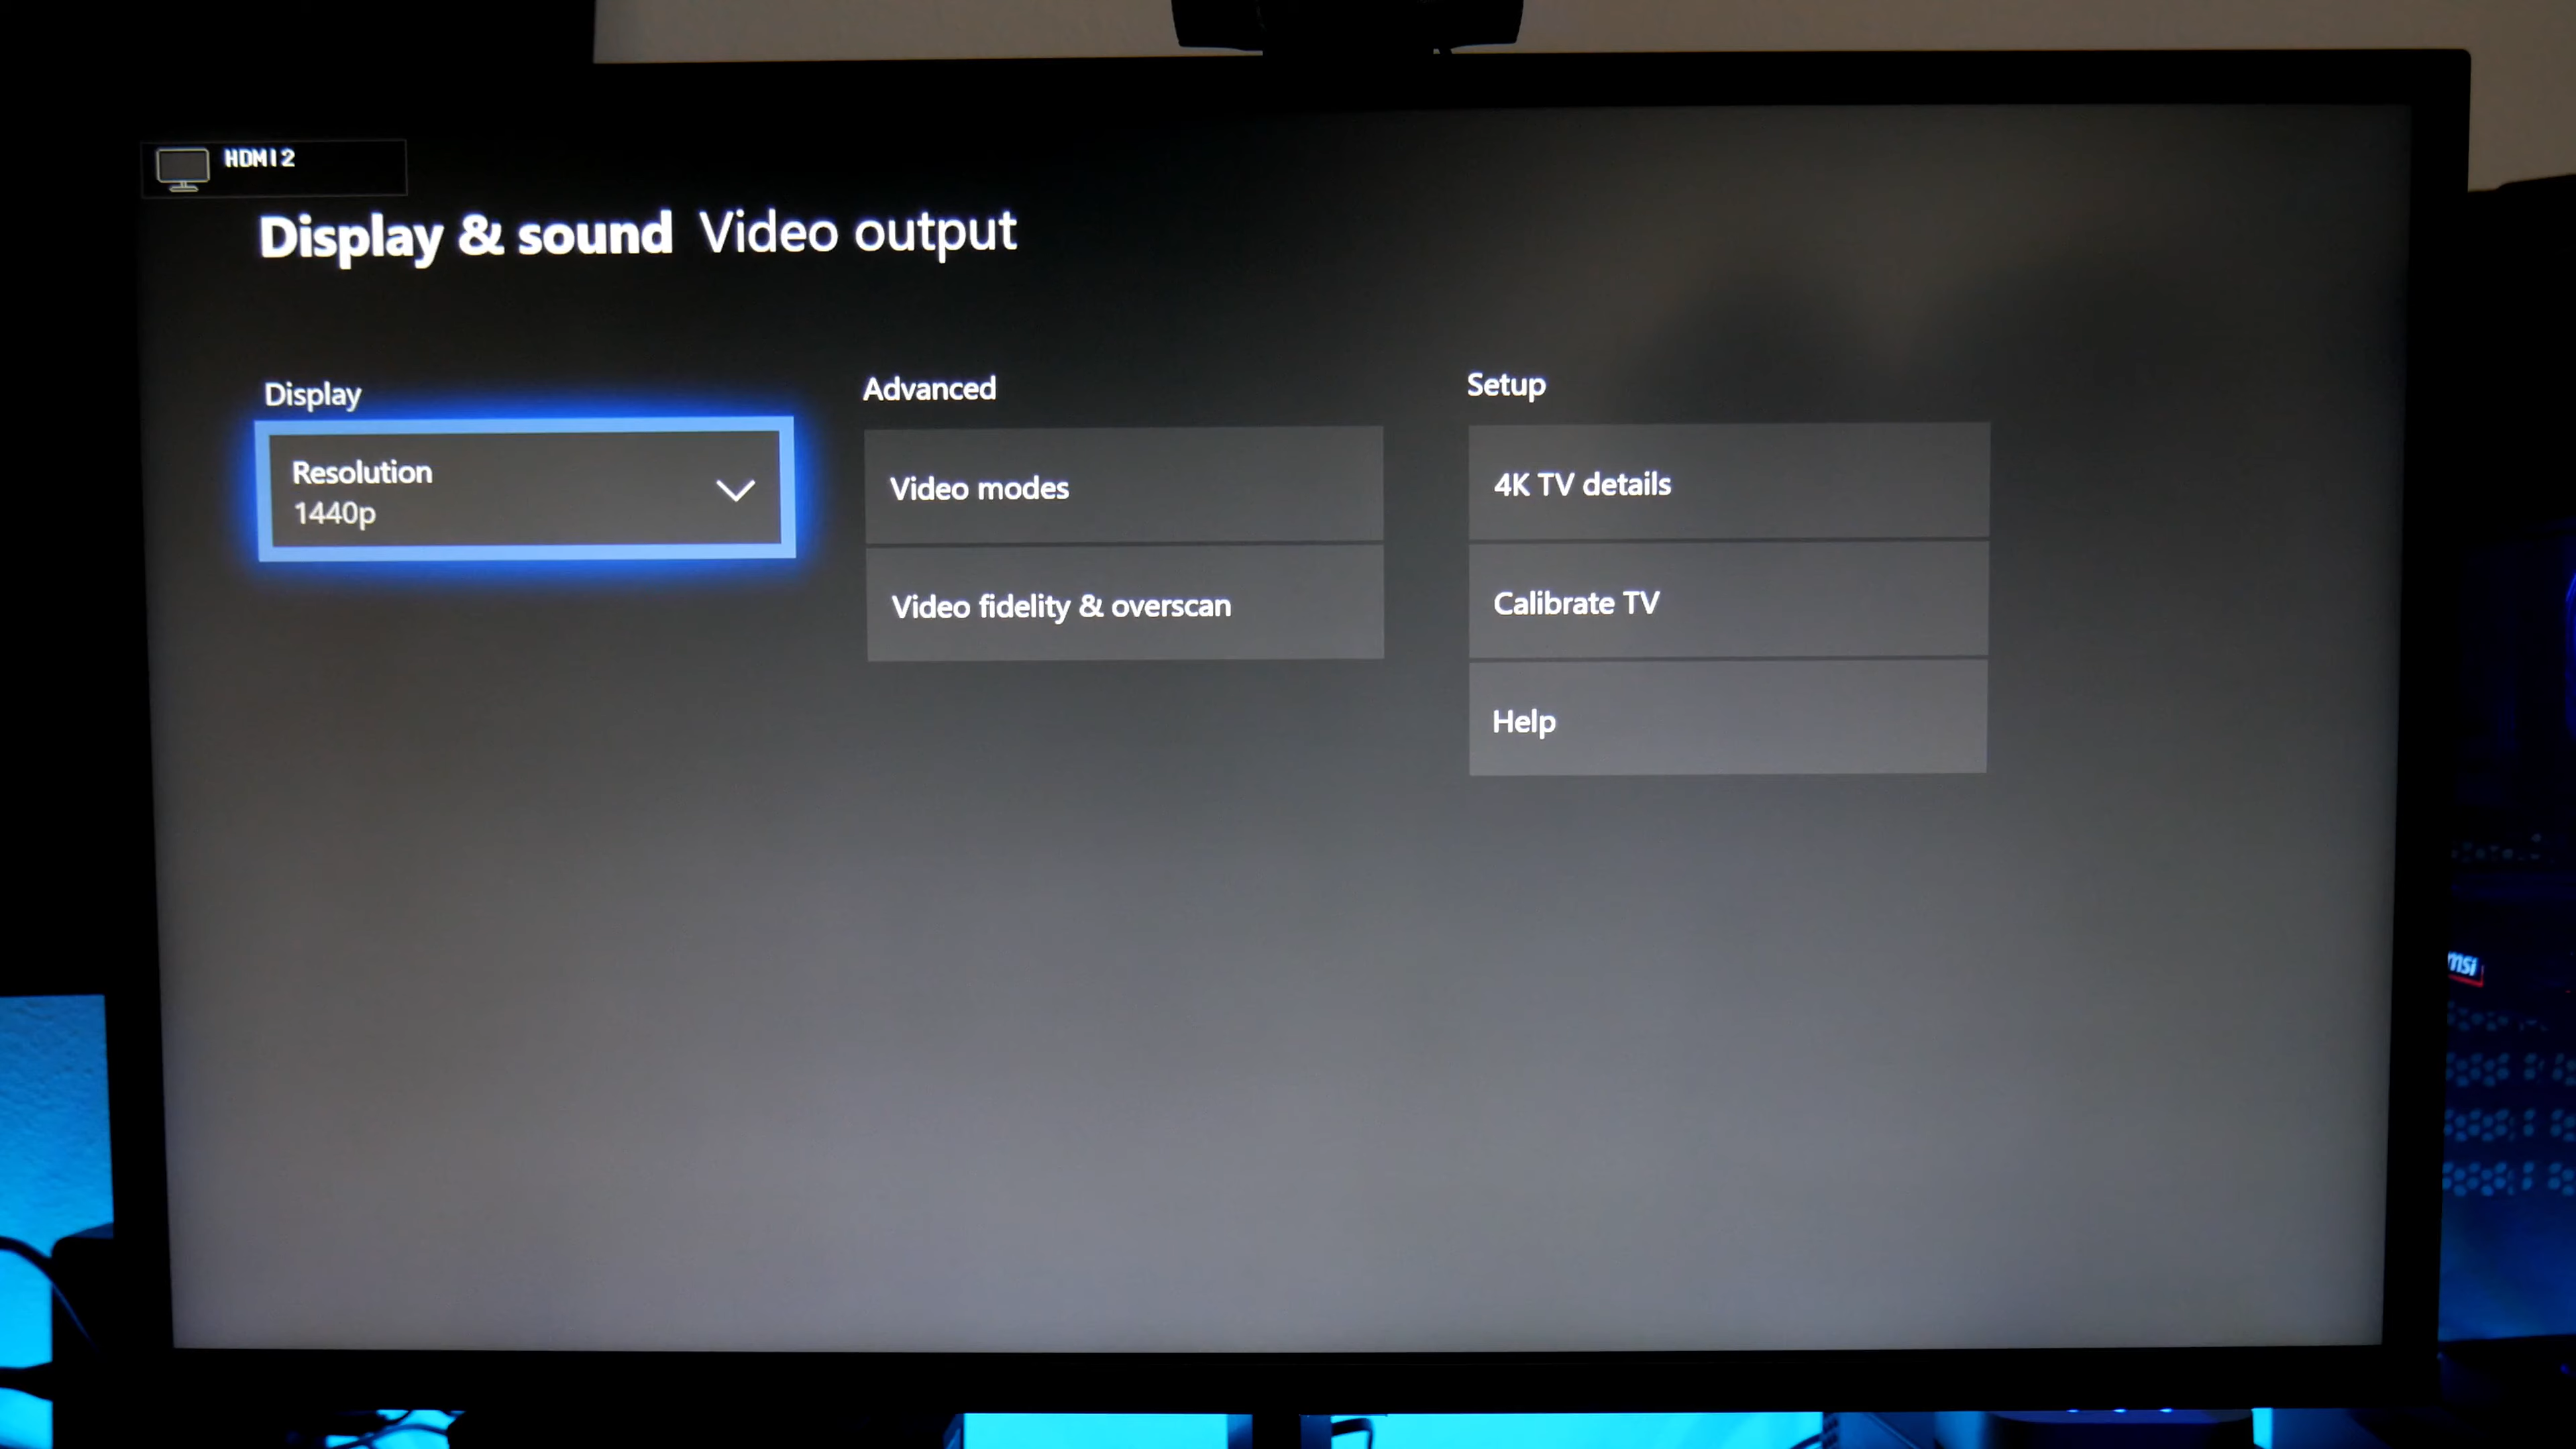 HDMI2
Display & sound Video output
Display
Resolution
1440p
Advanced
Video modes
Video fidelity & overscan
Setup
4K TV details
Calibrate TV
Help
msi